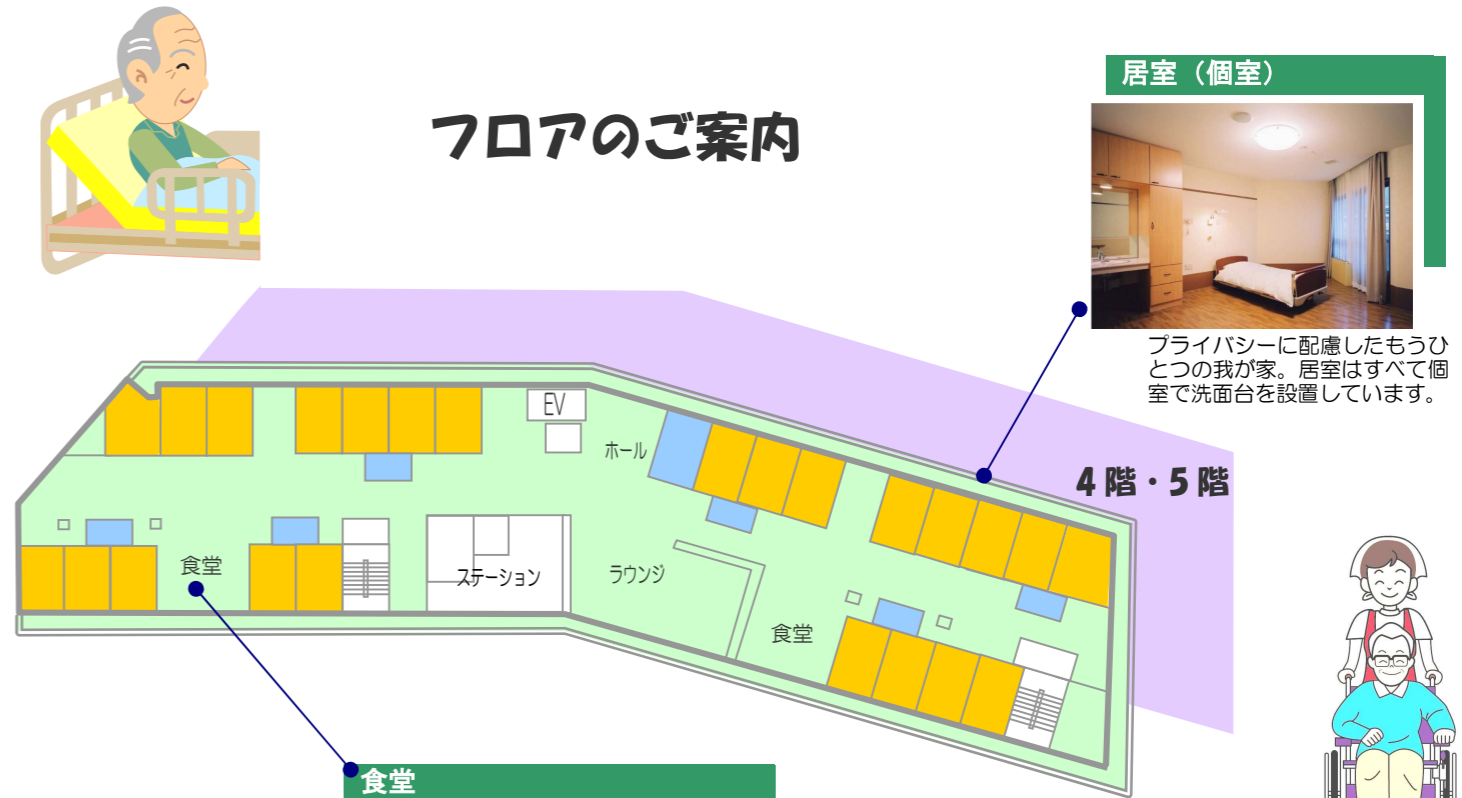 フロアのご案内
居室（個室）
プライバシーに配慮したもうひ
とつの我が家。居室はすべて個
室で洗面台を設置しています。
EV
ホール
4階・5階
食堂
ステーション
ラウンジ
食堂
食堂